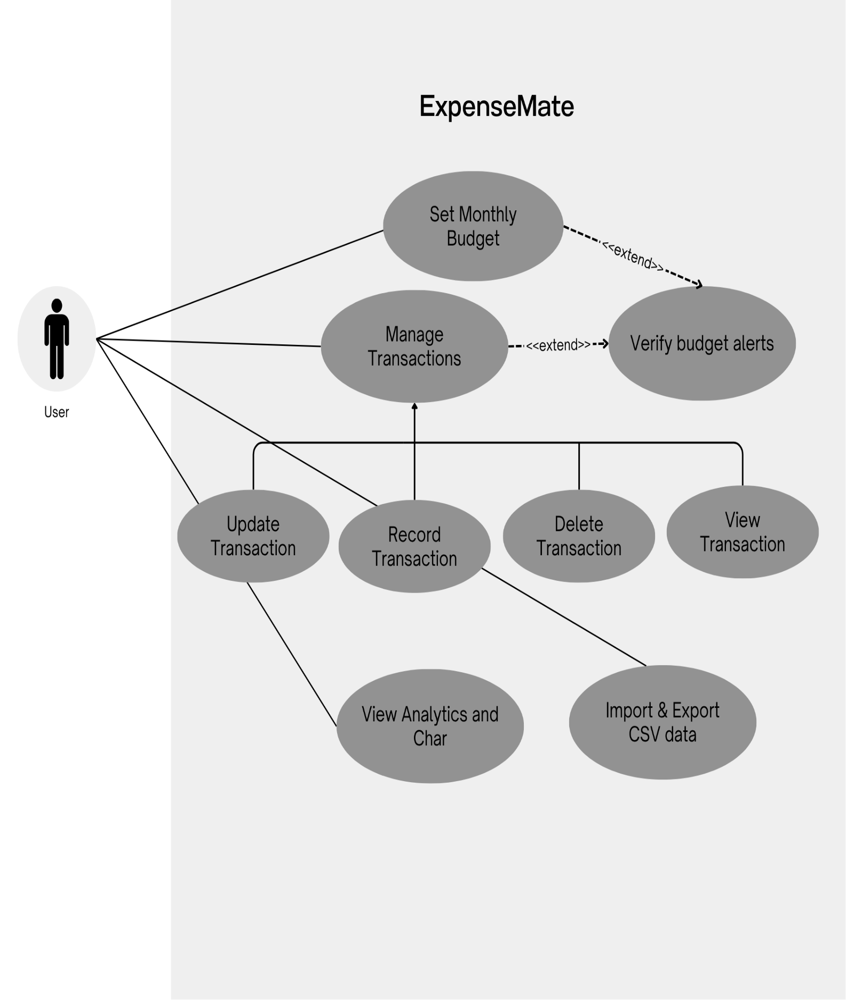 ExpenseMate
Set Monthly
Budget
<<extend>>
Manage
Transactions
<<extend>>
Verify budget alerts
User
Update
Transaction
Record
Transaction
Delete
Transaction
View
Transaction
View Analytics and
Char
Import & Export
CSV data